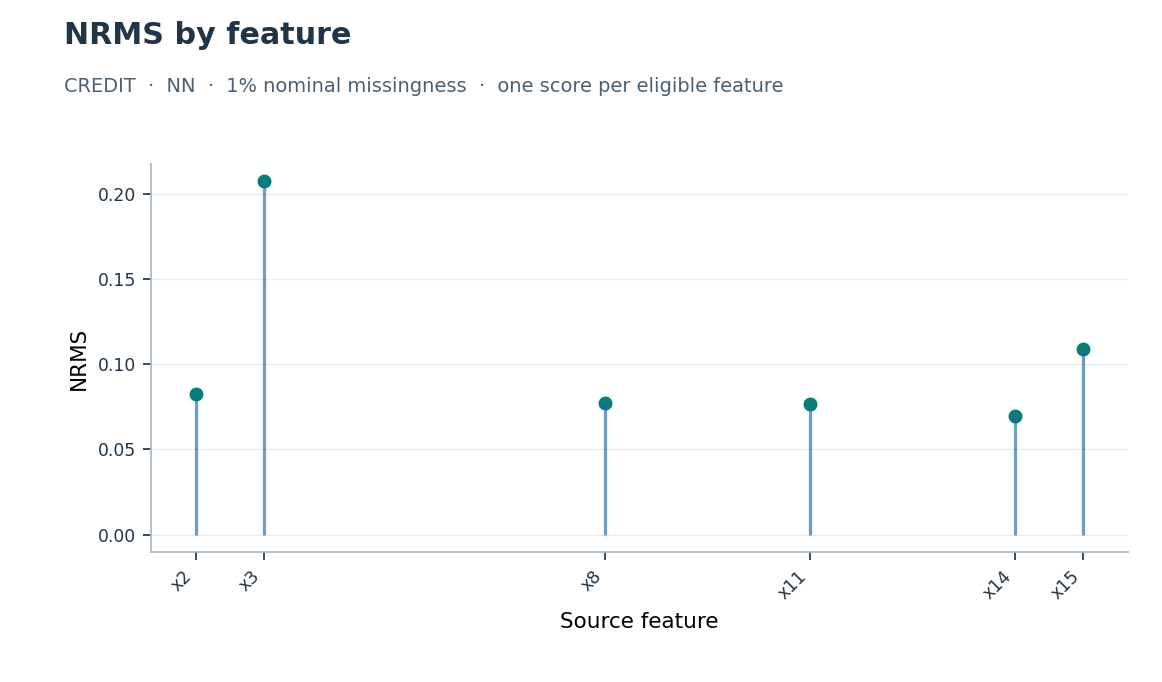 NRMS by feature
CREDIT · NN · 1% nominal missingness · one score per eligible feature
0.20
0.15
0.10
0.05
0.00
NRMS
x2 x3 x8 x11 x14 x15
Source feature